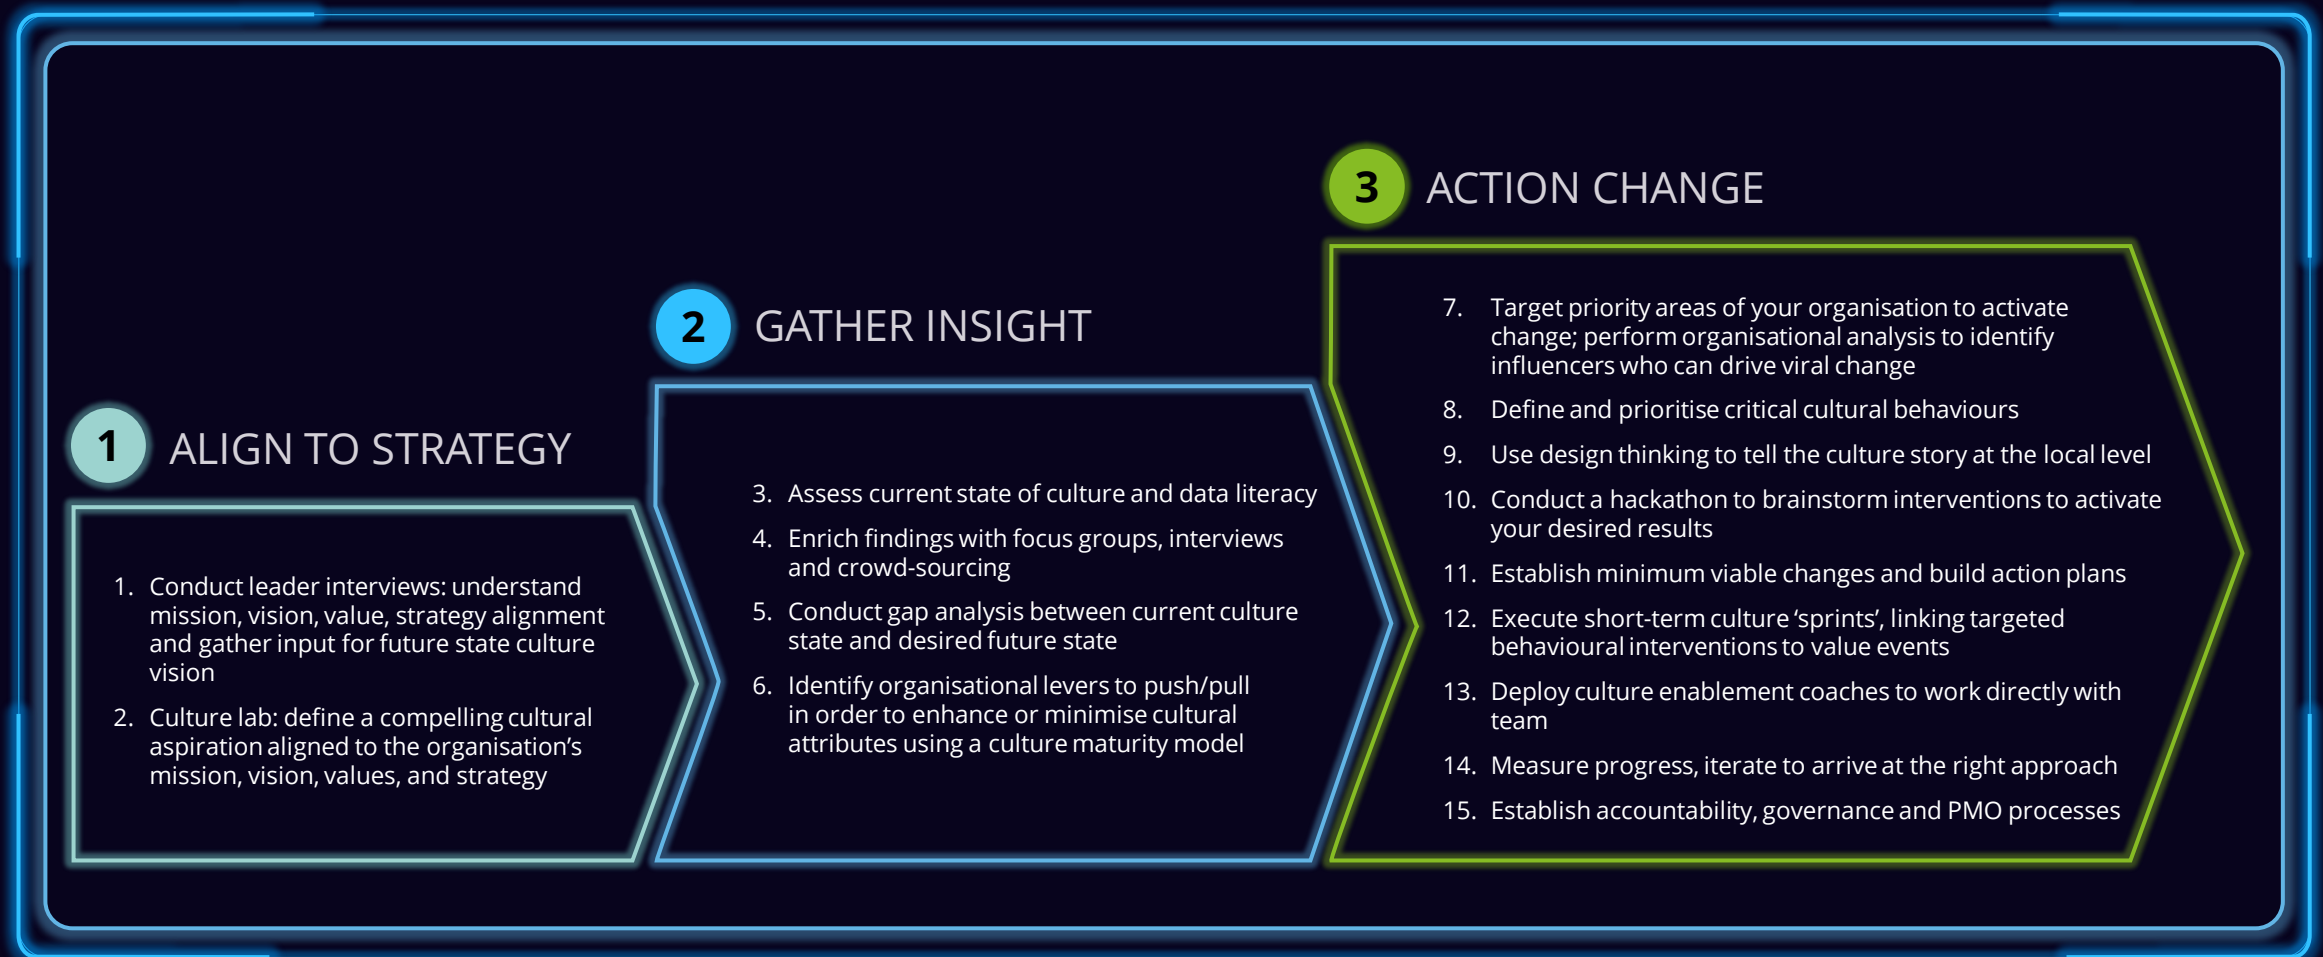 1 ALIGN TO STRATEGY
1. Conduct leader interviews: understand
mission, vision, value, strategy alignment
and gather input for future state culture
vision
2. Culture lab: define a compelling cultural
aspiration aligned to the organisation’s
mission, vision, values, and strategy
2 GATHER INSIGHT
3. Assess current state of culture and data literacy
4. Enrich findings with focus groups, interviews
and crowd-sourcing
5. Conduct gap analysis between current culture
state and desired future state
6. Identify organisational levers to push/pull
in order to enhance or minimise cultural
attributes using a culture maturity model
3 ACTION CHANGE
7. Target priority areas of your organisation to activate
change; perform organisational analysis to identify
influencers who can drive viral change
8. Define and prioritise critical cultural behaviours
9. Use design thinking to tell the culture story at the local level
10. Conduct a hackathon to brainstorm interventions to activate
your desired results
11. Establish minimum viable changes and build action plans
12. Execute short-term culture ‘sprints’, linking targeted
behavioural interventions to value events
13. Deploy culture enablement coaches to work directly with
team
14. Measure progress, iterate to arrive at the right approach
15. Establish accountability, governance and PMO processes